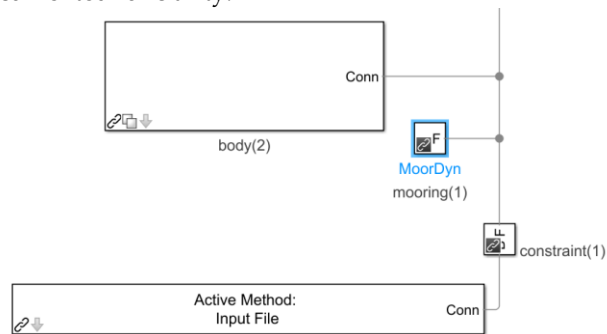 Conn
body(2)
F
MoorDyn
mooring(1)
F
constraint(1)
Active Method:
Input File
Conn